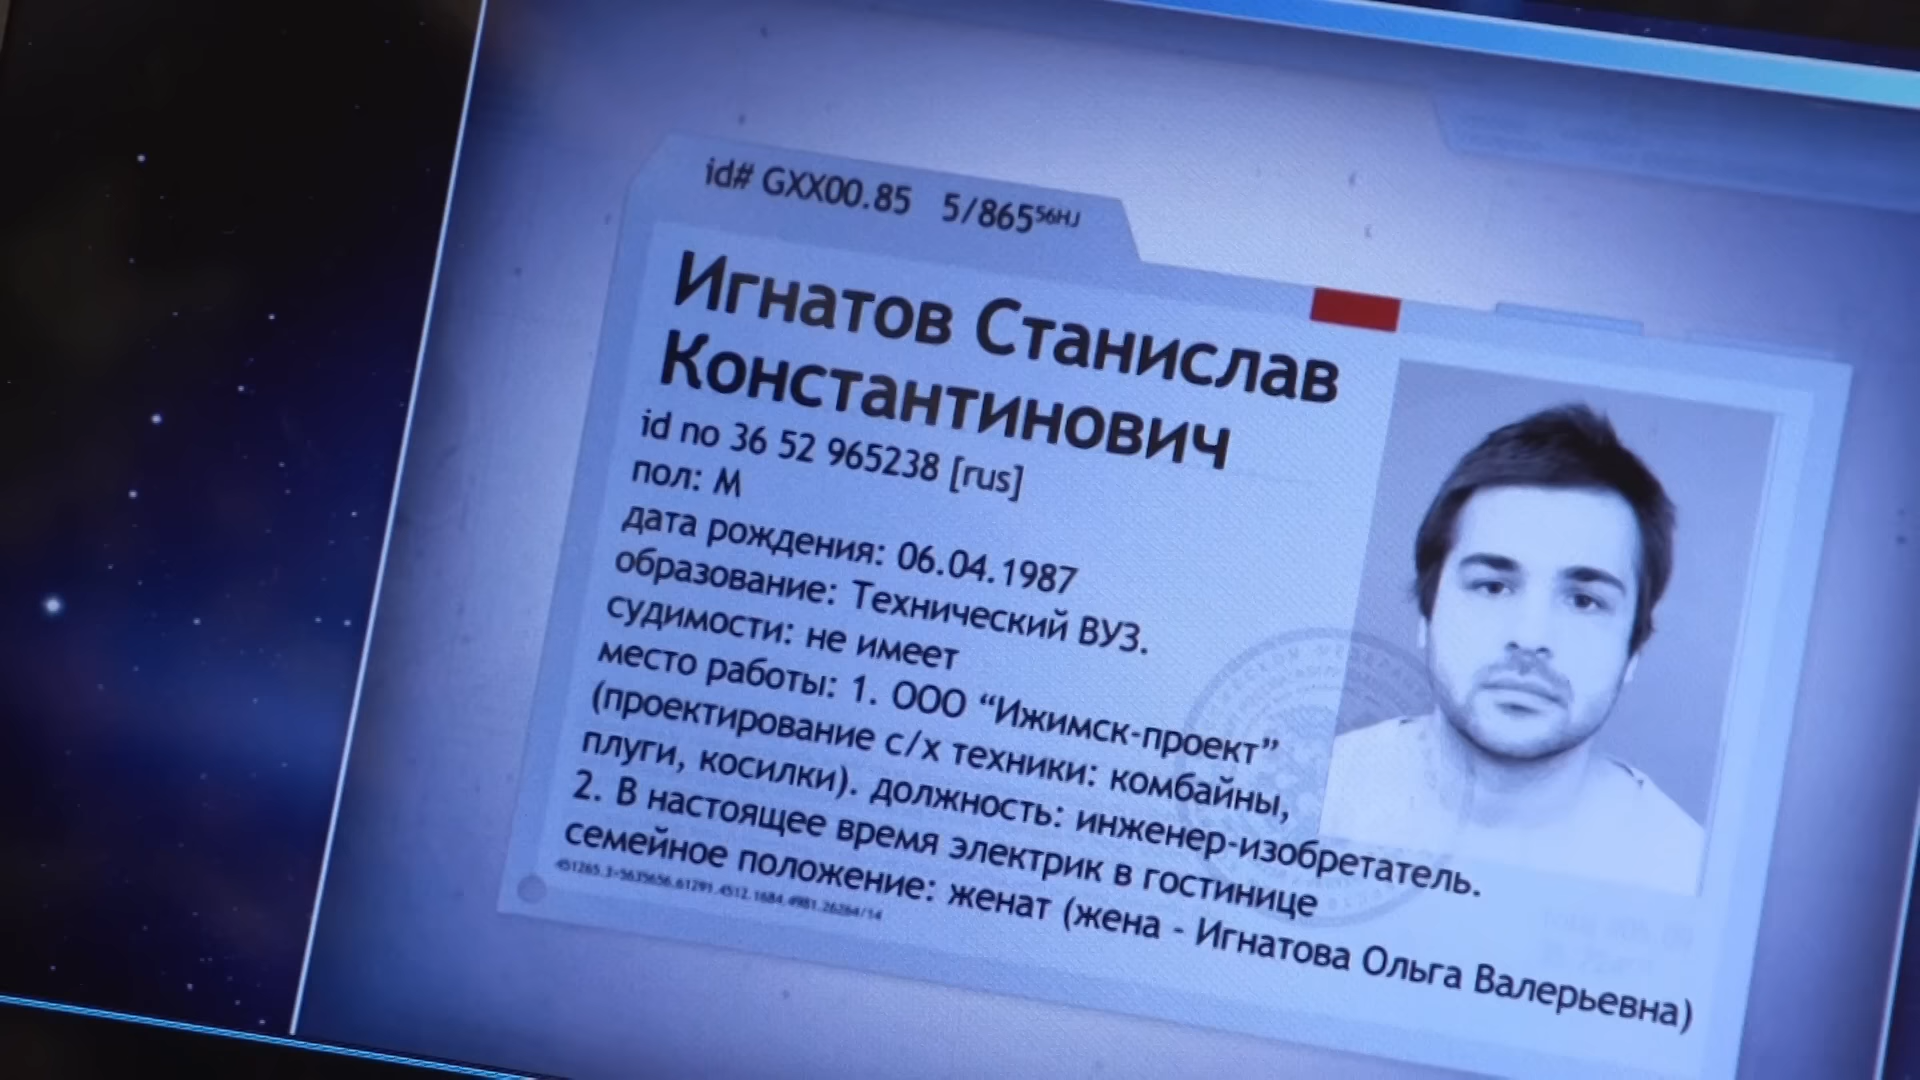 id# GXX00.85 5/865⁵⁶ᴴᴶ
Игнатов Станислав
Константинович
id no 36 52 965238 [rus]
пол: М
дата рождения: 06.04.1987
образование: Технический ВУЗ.
судимости: не имеет
место работы: 1. ООО “Ижимск-проект”
(проектирование с/х техники: комбайны,
плуги, косилки). должность: инженер-изобретатель.
2. В настоящее время электрик в гостинице
семейное положение: женат (жена - Игнатова Ольга Валерьевна)